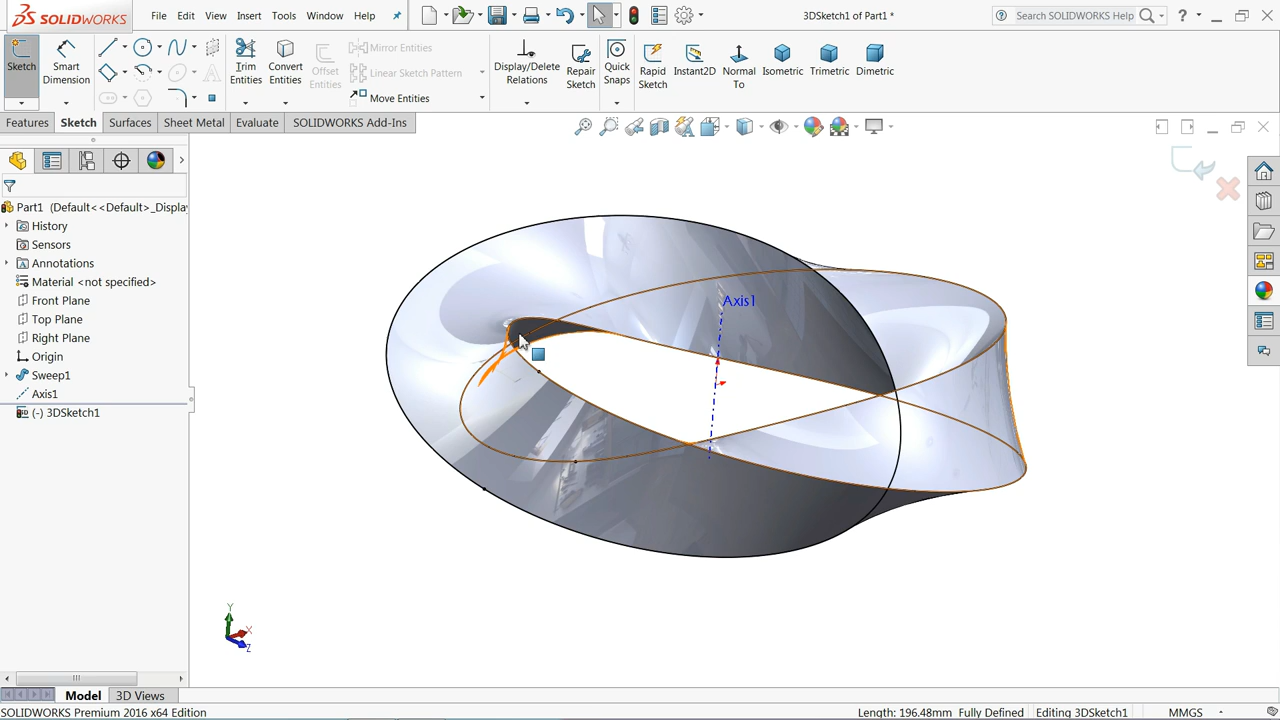 SOLIDWORKS
File Edit View Insert Tools Window Help
3DSketch1 of Part1 *
Search SOLIDWORKS Help
?
Sketch
Smart Dimension
Trim Entities
Convert Entities
Offset Entities
Mirror Entities
Linear Sketch Pattern
Move Entities
Display/Delete Relations
Repair Sketch
Quick Snaps
Rapid Sketch
Instant2D
Normal To
Isometric
Trimetric
Dimetric
Features Sketch Surfaces Sheet Metal Evaluate SOLIDWORKS Add-Ins
Part1 (Default<<Default>_Displa
History
Sensors
Annotations
Material <not specified>
Front Plane
Top Plane
Right Plane
Origin
Sweep1
Axis1
(-) 3DSketch1
Axis1
Y
X
Z
Model 3D Views
SOLIDWORKS Premium 2016 x64 Edition
Length: 196.48mm Fully Defined Editing 3DSketch1 MMGS